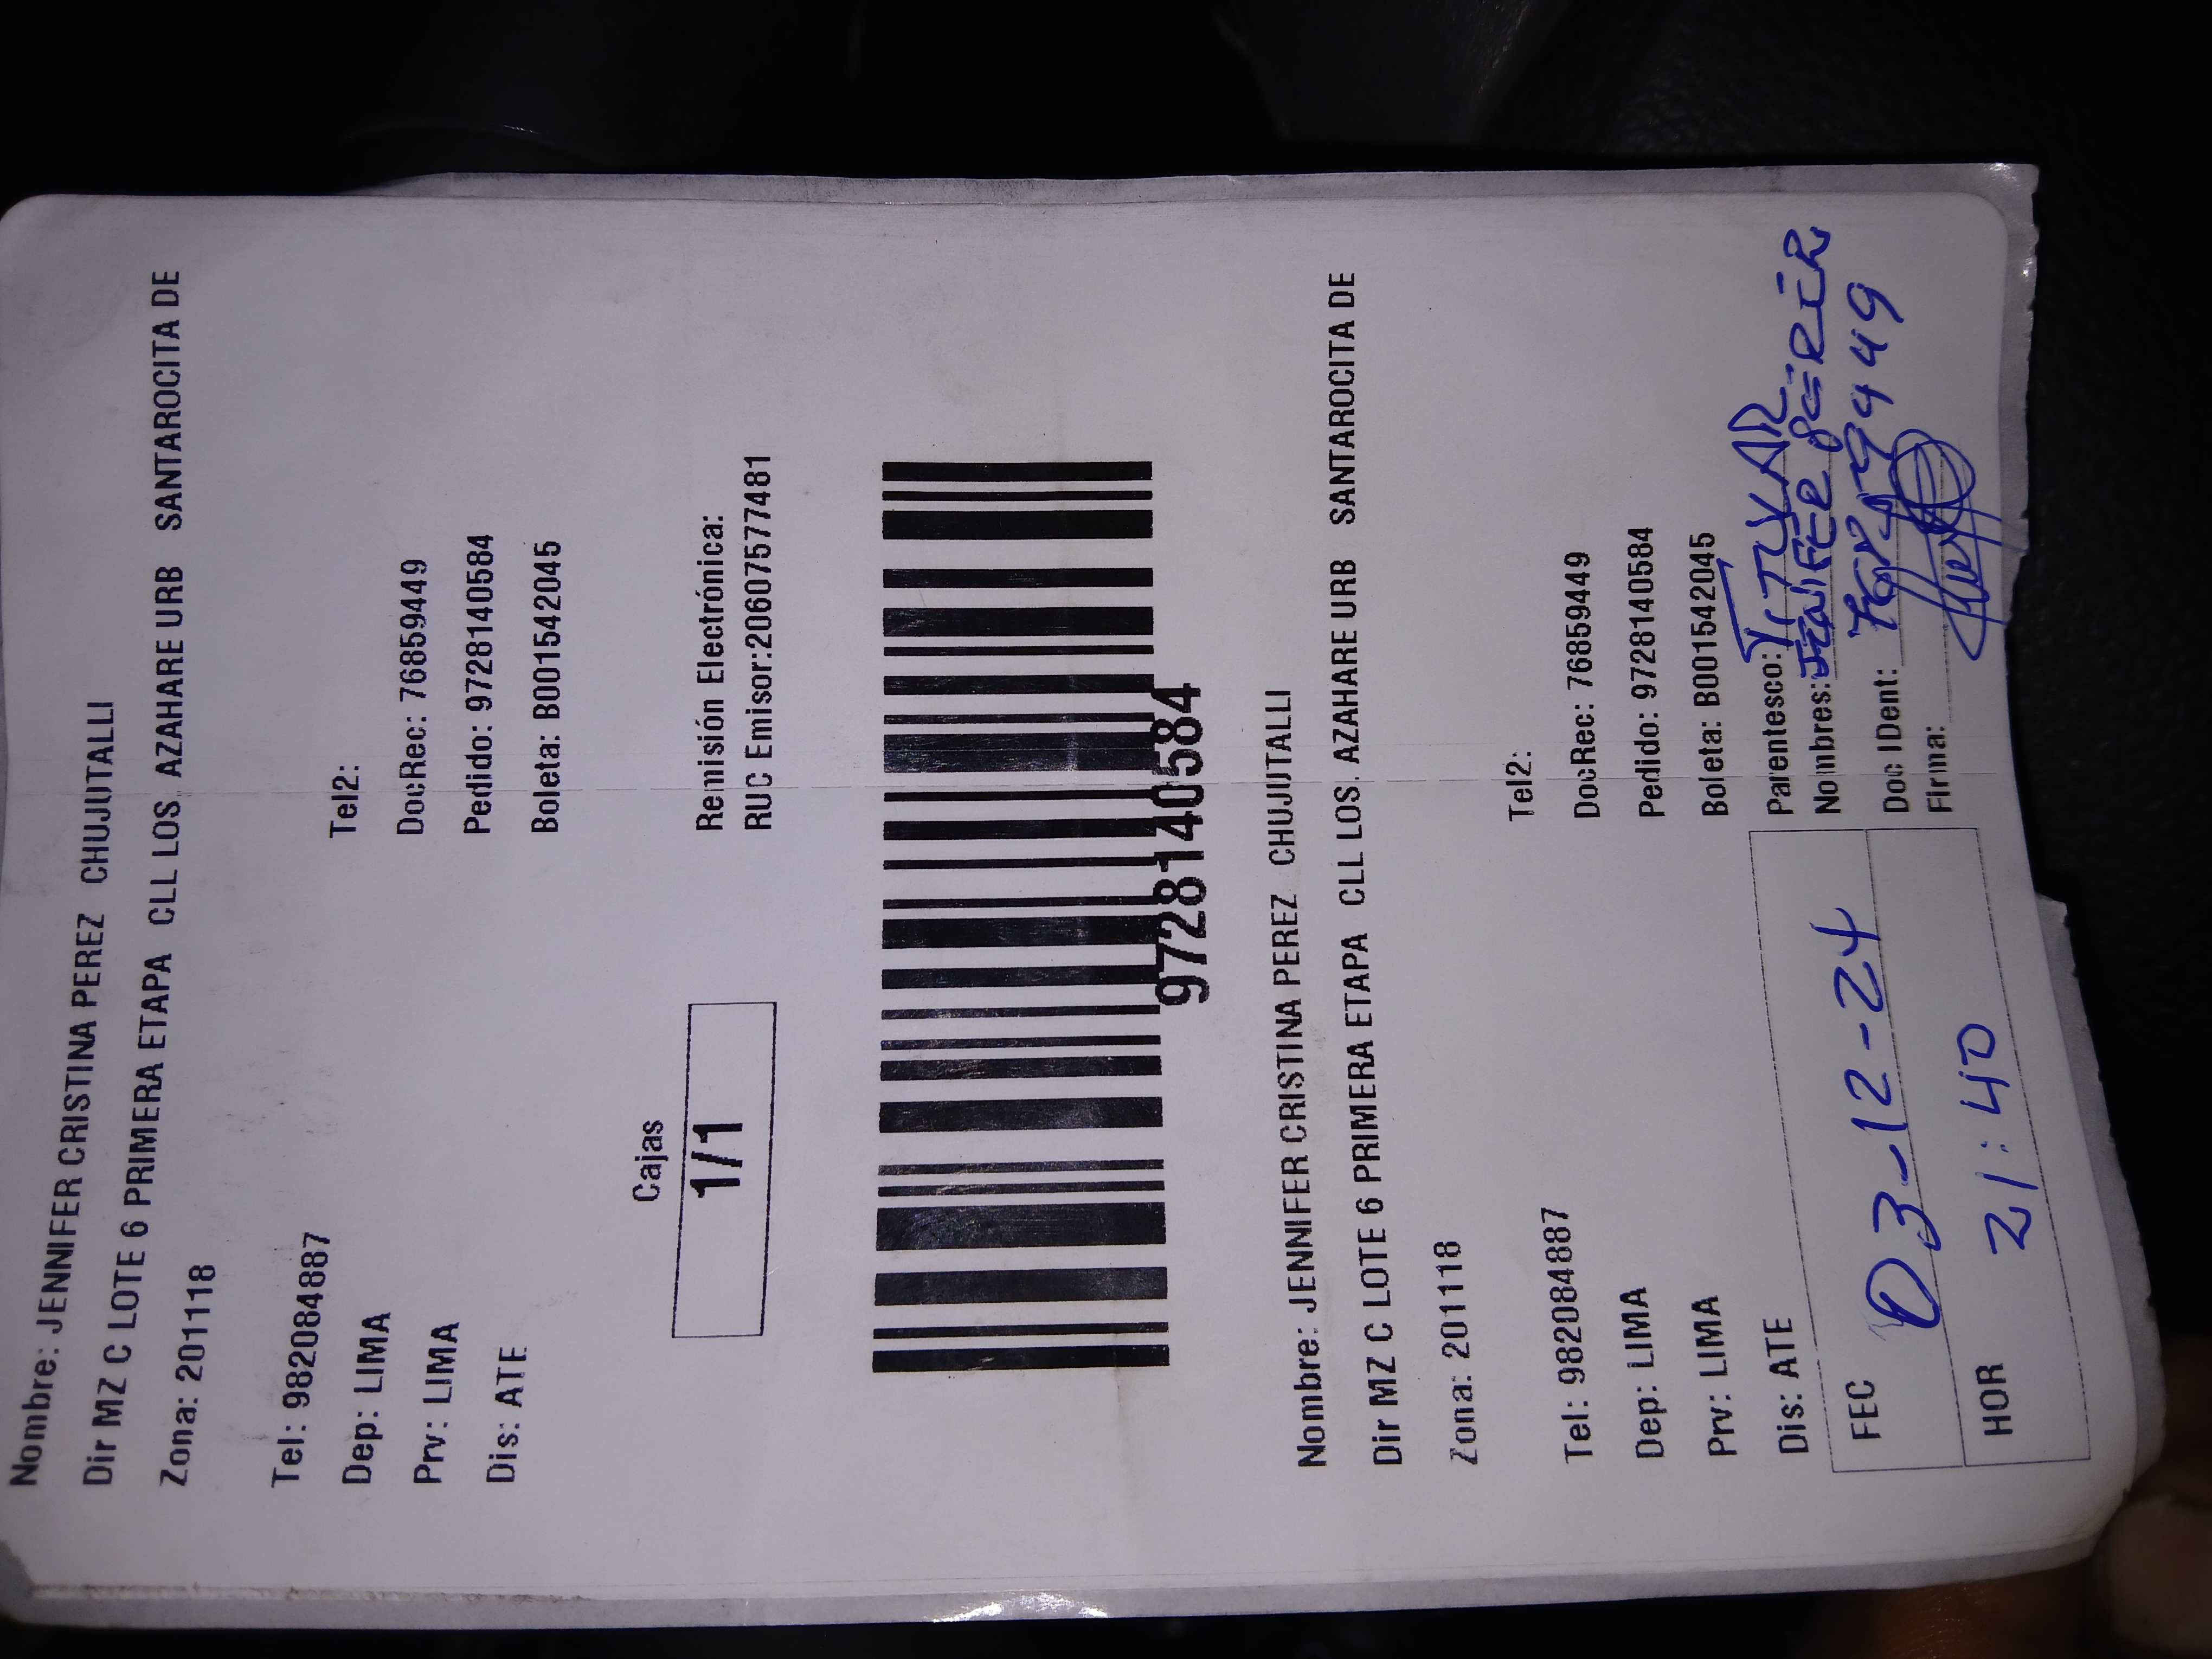 Nombre: JENNIFER CRISTINA PEREZ CHUJUTALLI
Dir MZ C LOTE 6 PRIMERA ETAPA CLL LOS AZAHARE URB SANTAROCITA DE
Zona: 201118
Tel: 982084887 Tel2:
Dep: LIMA DocRec: 76859449
Prv: LIMA Pedido: 97281140584
Dis: ATE Boleta: B001542045
Cajas
1/1
Remisión Electrónica:
RUC Emisor:20607577481
97281140584
Nombre: JENNIFER CRISTINA PEREZ CHUJUTALLI
Dir MZ C LOTE 6 PRIMERA ETAPA CLL LOS AZAHARE URB SANTAROCITA DE
Zona: 201118
Tel: 982084887 Tel2:
Dep: LIMA DocRec: 76859449
Prv: LIMA Pedido: 97281140584
Dis: ATE Boleta: B001542045
Parentesco: TITULAR
Nombres:
Doc IDent:
Firma:
FEC 03-12-24
HOR 21:40